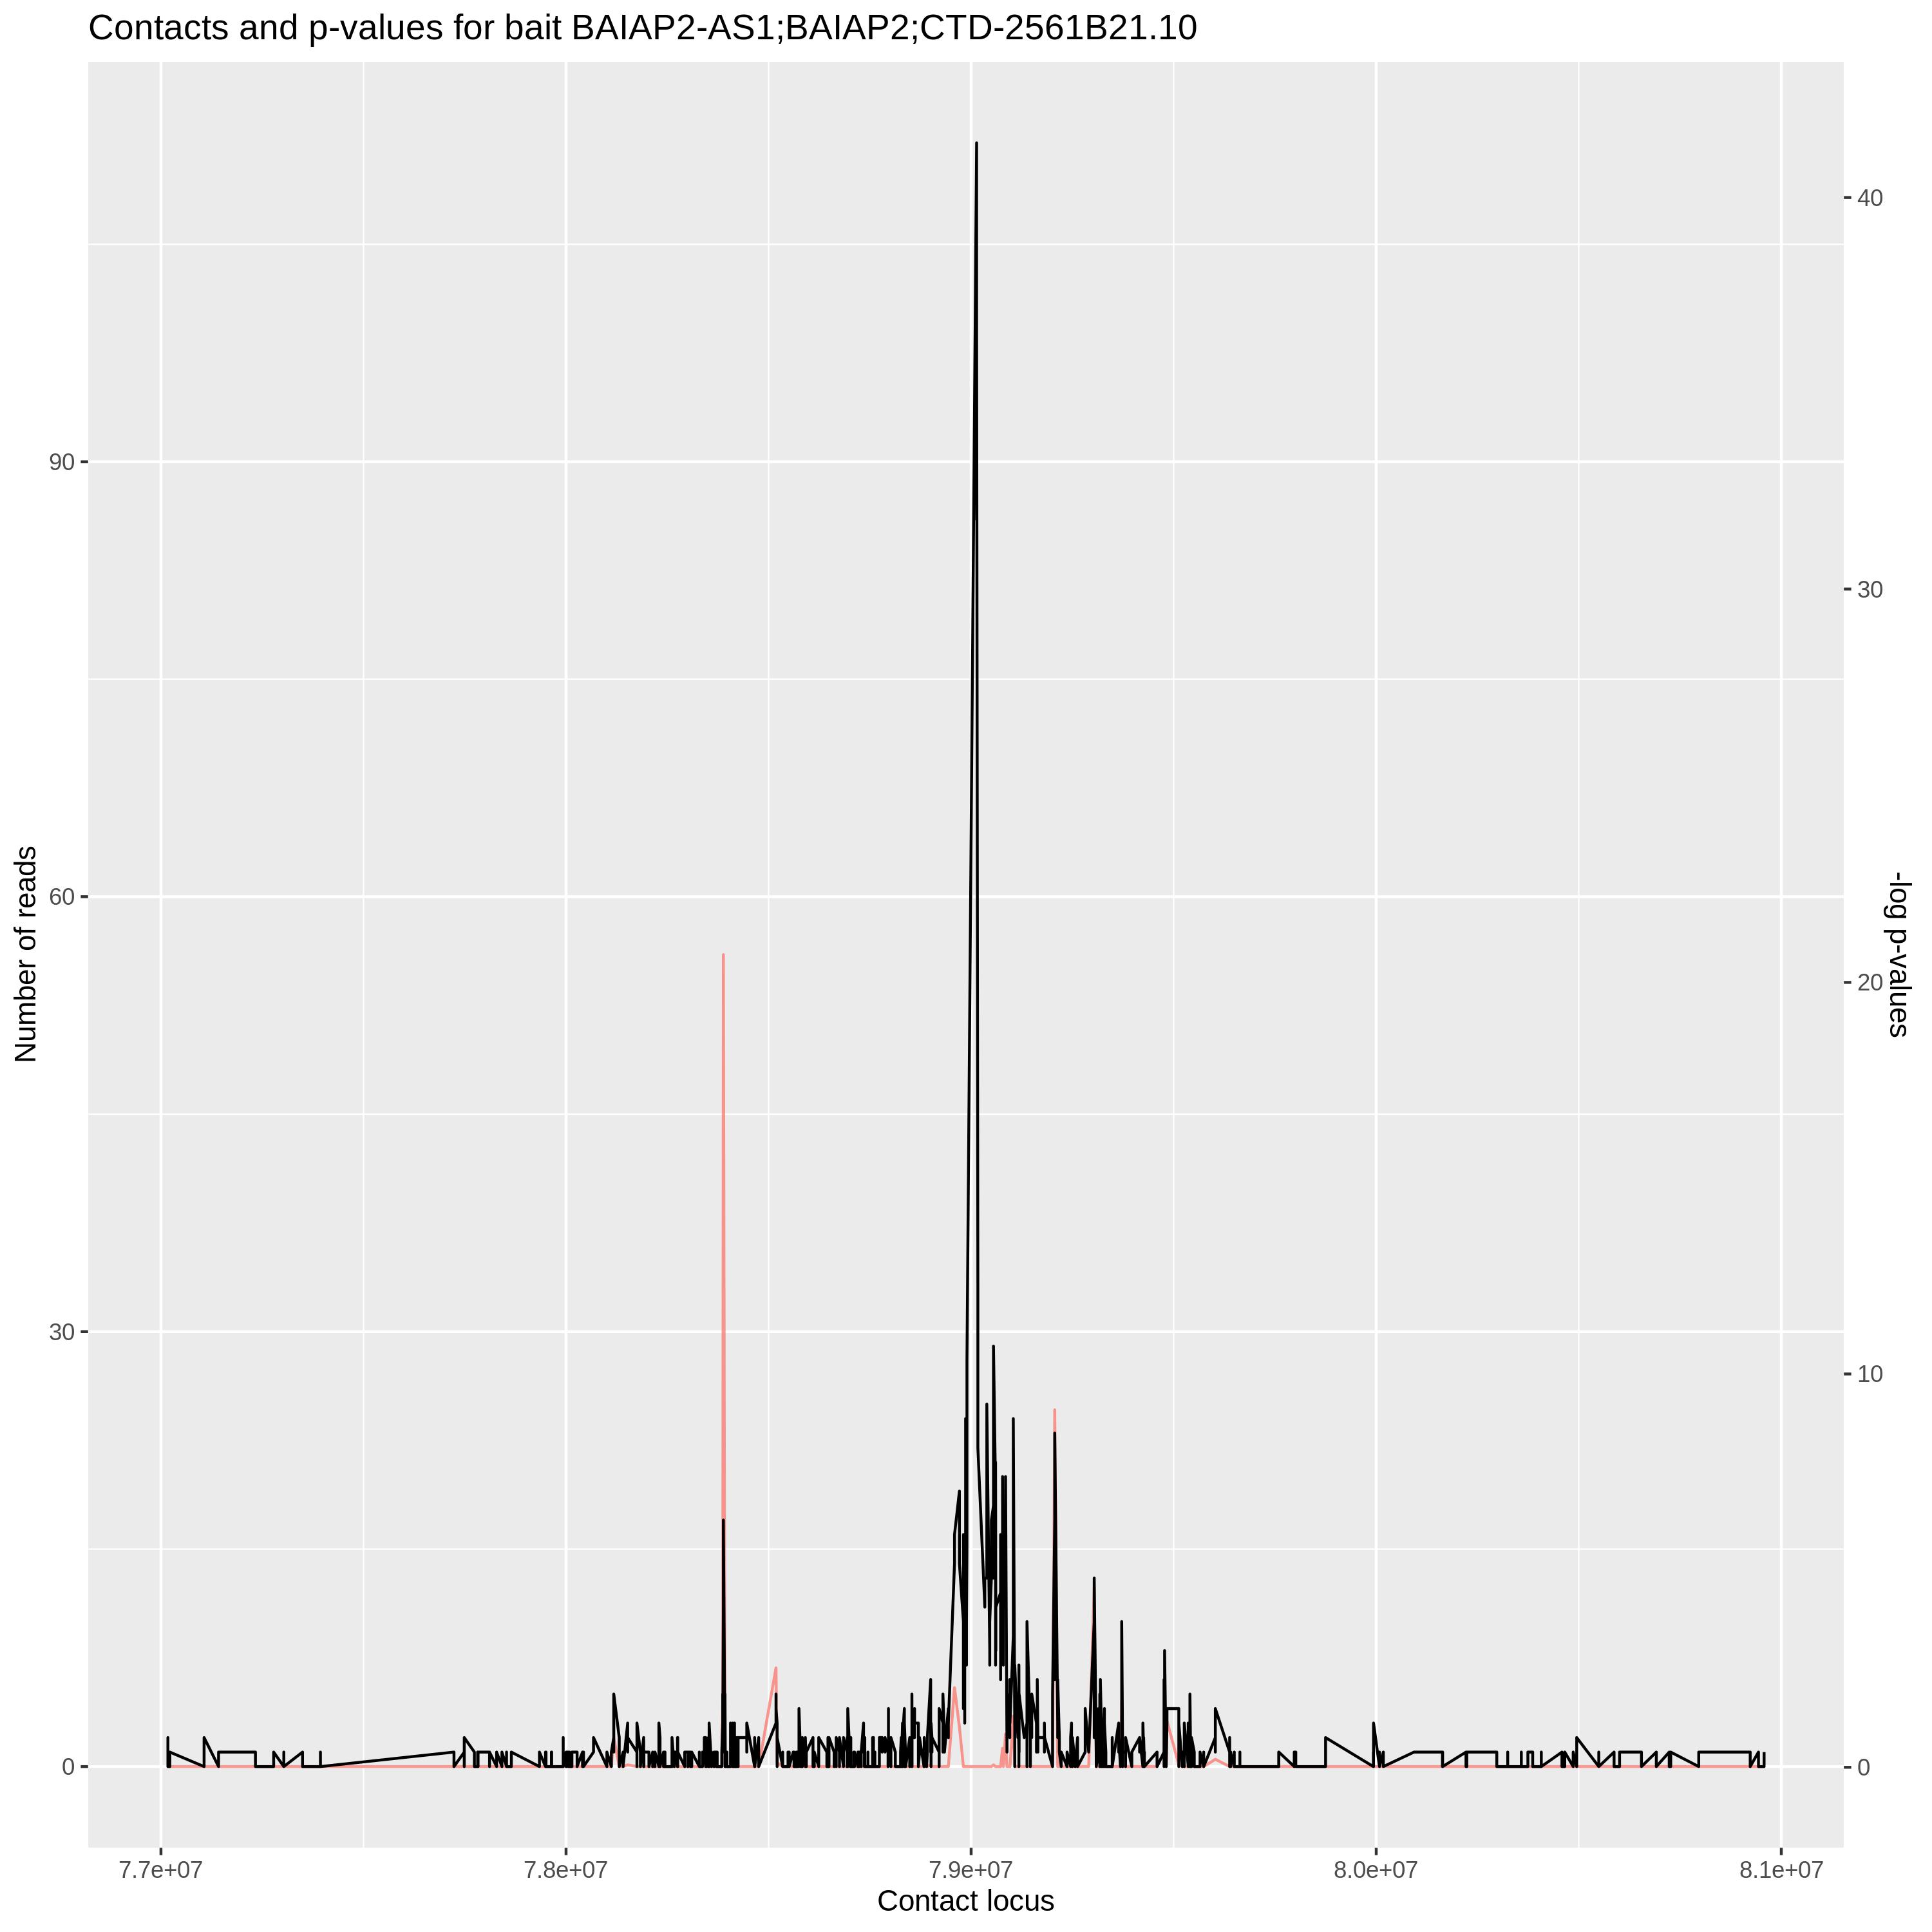 Contacts and p-values for bait BAIAP2-AS1;BAIAP2;CTD-2561B21.10
90
60
30
0
Number of reads
40
30
20
10
0
-log p-values
7.7e+07 7.8e+07 7.9e+07 8.0e+07 8.1e+07
Contact locus